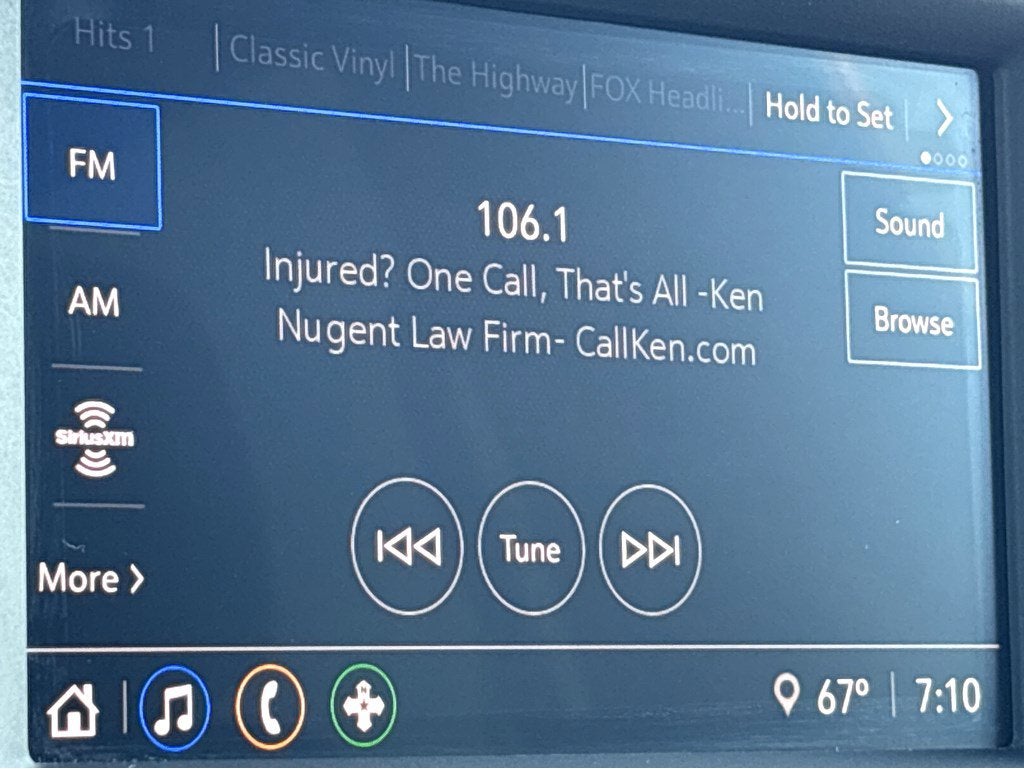 Hits 1 | Classic Vinyl | The Highway | FOX Headli... | Hold to Set
FM
106.1
Sound
Injured? One Call, That's All -Ken
Nugent Law Firm- CallKen.com
AM
Browse
SiriusXM
Tune
More
67° | 7:10